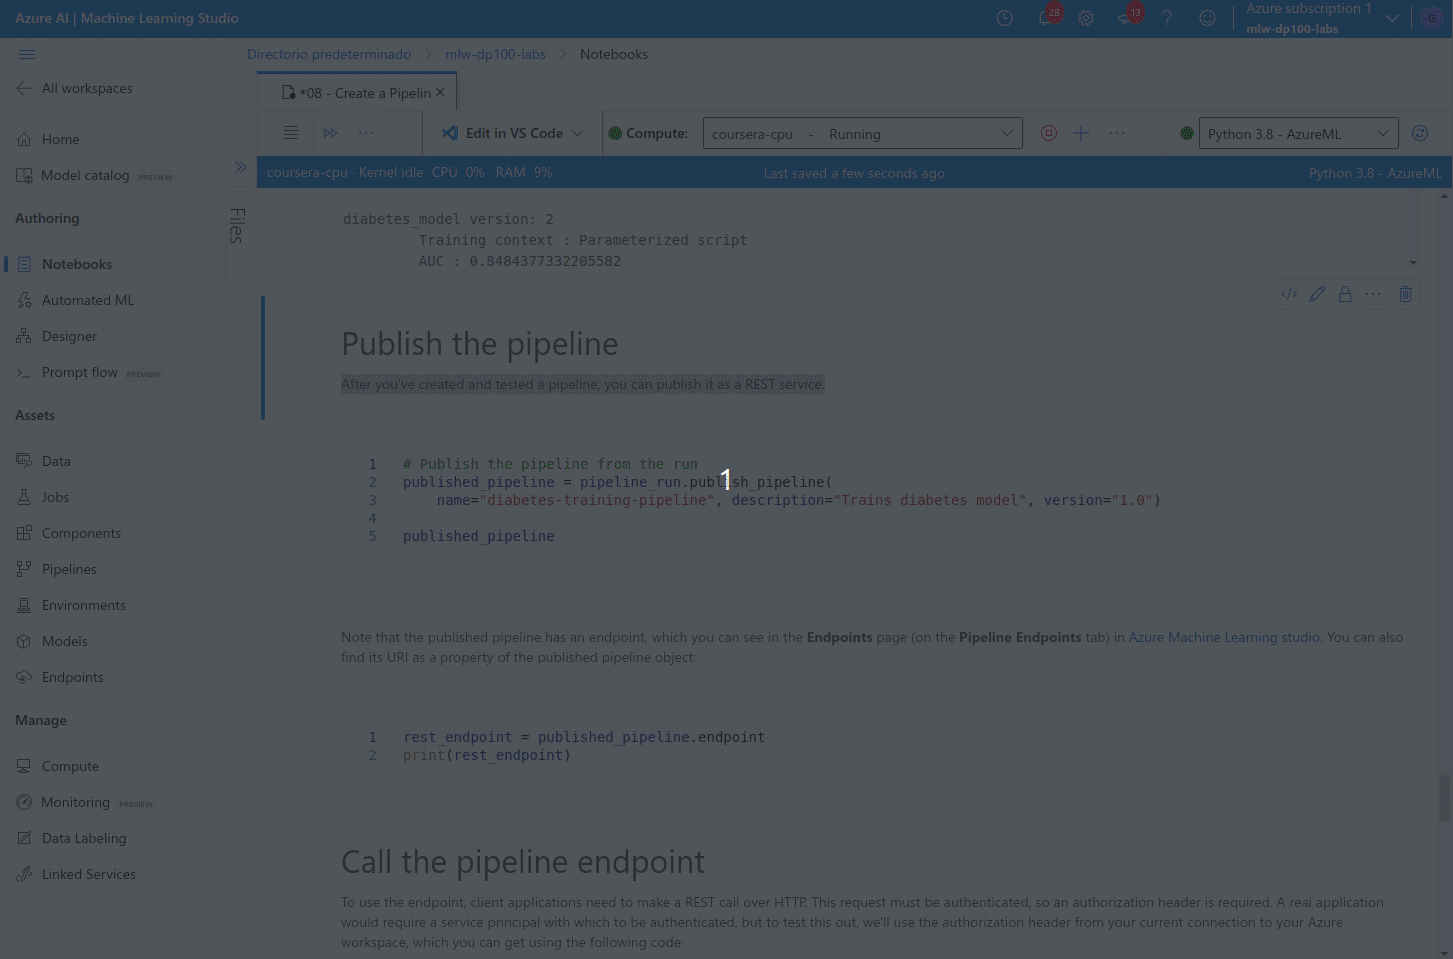 Azure AI | Machine Learning Studio
28
13
Azure subscription 1
mlw-dp100-labs
Directorio predeterminado > mlw-dp100-labs > Notebooks
All workspaces
Home
Model catalog PREVIEW
Authoring
Notebooks
Automated ML
Designer
Prompt flow PREVIEW
Assets
Data
Jobs
Components
Pipelines
Environments
Models
Endpoints
Manage
Compute
Monitoring PREVIEW
Data Labeling
Linked Services
Files
*08 - Create a Pipelin
Edit in VS Code
Compute:
coursera-cpu - Running
Python 3.8 - AzureML
coursera-cpu · Kernel idle CPU 0% RAM 9%
Last saved a few seconds ago
Python 3.8 - AzureML
diabetes_model version: 2
Training context : Parameterized script
AUC : 0.8484377332205582
Publish the pipeline
After you've created and tested a pipeline, you can publish it as a REST service.
1 # Publish the pipeline from the run
2 published_pipeline = pipeline_run.publish_pipeline(
3 name="diabetes-training-pipeline", description="Trains diabetes model", version="1.0")
4
5 published_pipeline
1
Note that the published pipeline has an endpoint, which you can see in the Endpoints page (on the Pipeline Endpoints tab) in Azure Machine Learning studio. You can also
find its URI as a property of the published pipeline object:
1 rest_endpoint = published_pipeline.endpoint
2 print(rest_endpoint)
Call the pipeline endpoint
To use the endpoint, client applications need to make a REST call over HTTP. This request must be authenticated, so an authorization header is required. A real application
would require a service principal with which to be authenticated, but to test this out, we'll use the authorization header from your current connection to your Azure
workspace, which you can get using the following code: